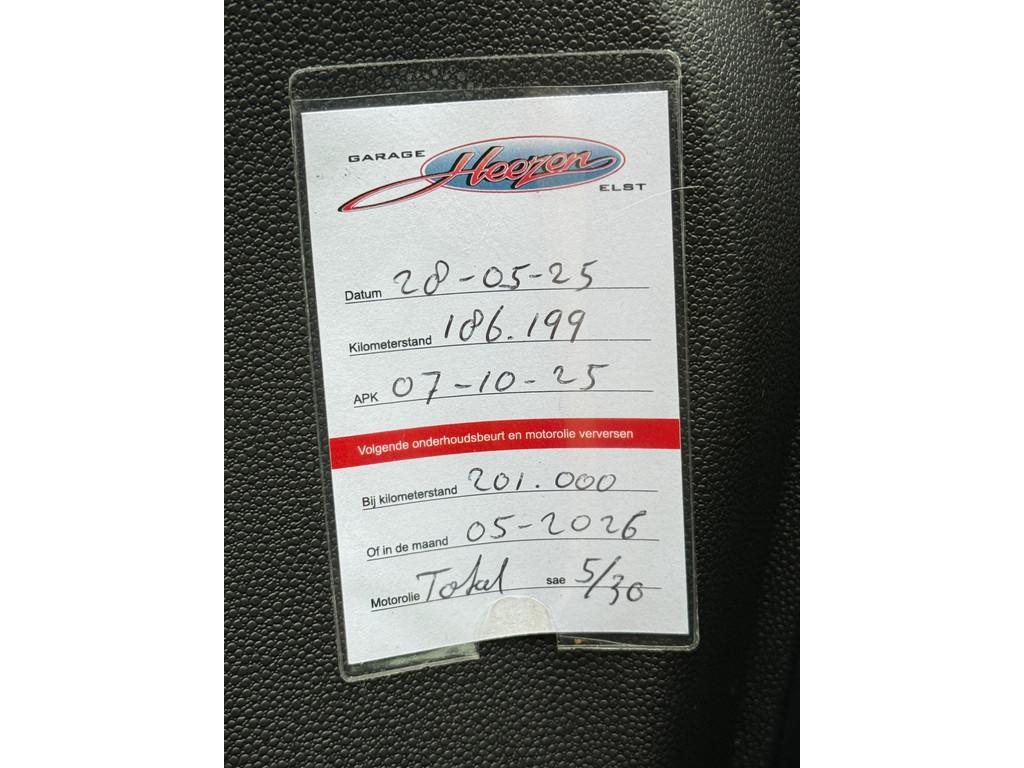 GARAGE Heezen ELST
Datum 28-05-25
Kilometerstand 186.199
APK 07-10-25
Volgende onderhoudsbeurt en motorolie verversen
Bij kilometerstand 201.000
Of in de maand 05-2026
Motorolie Total sae 5/30